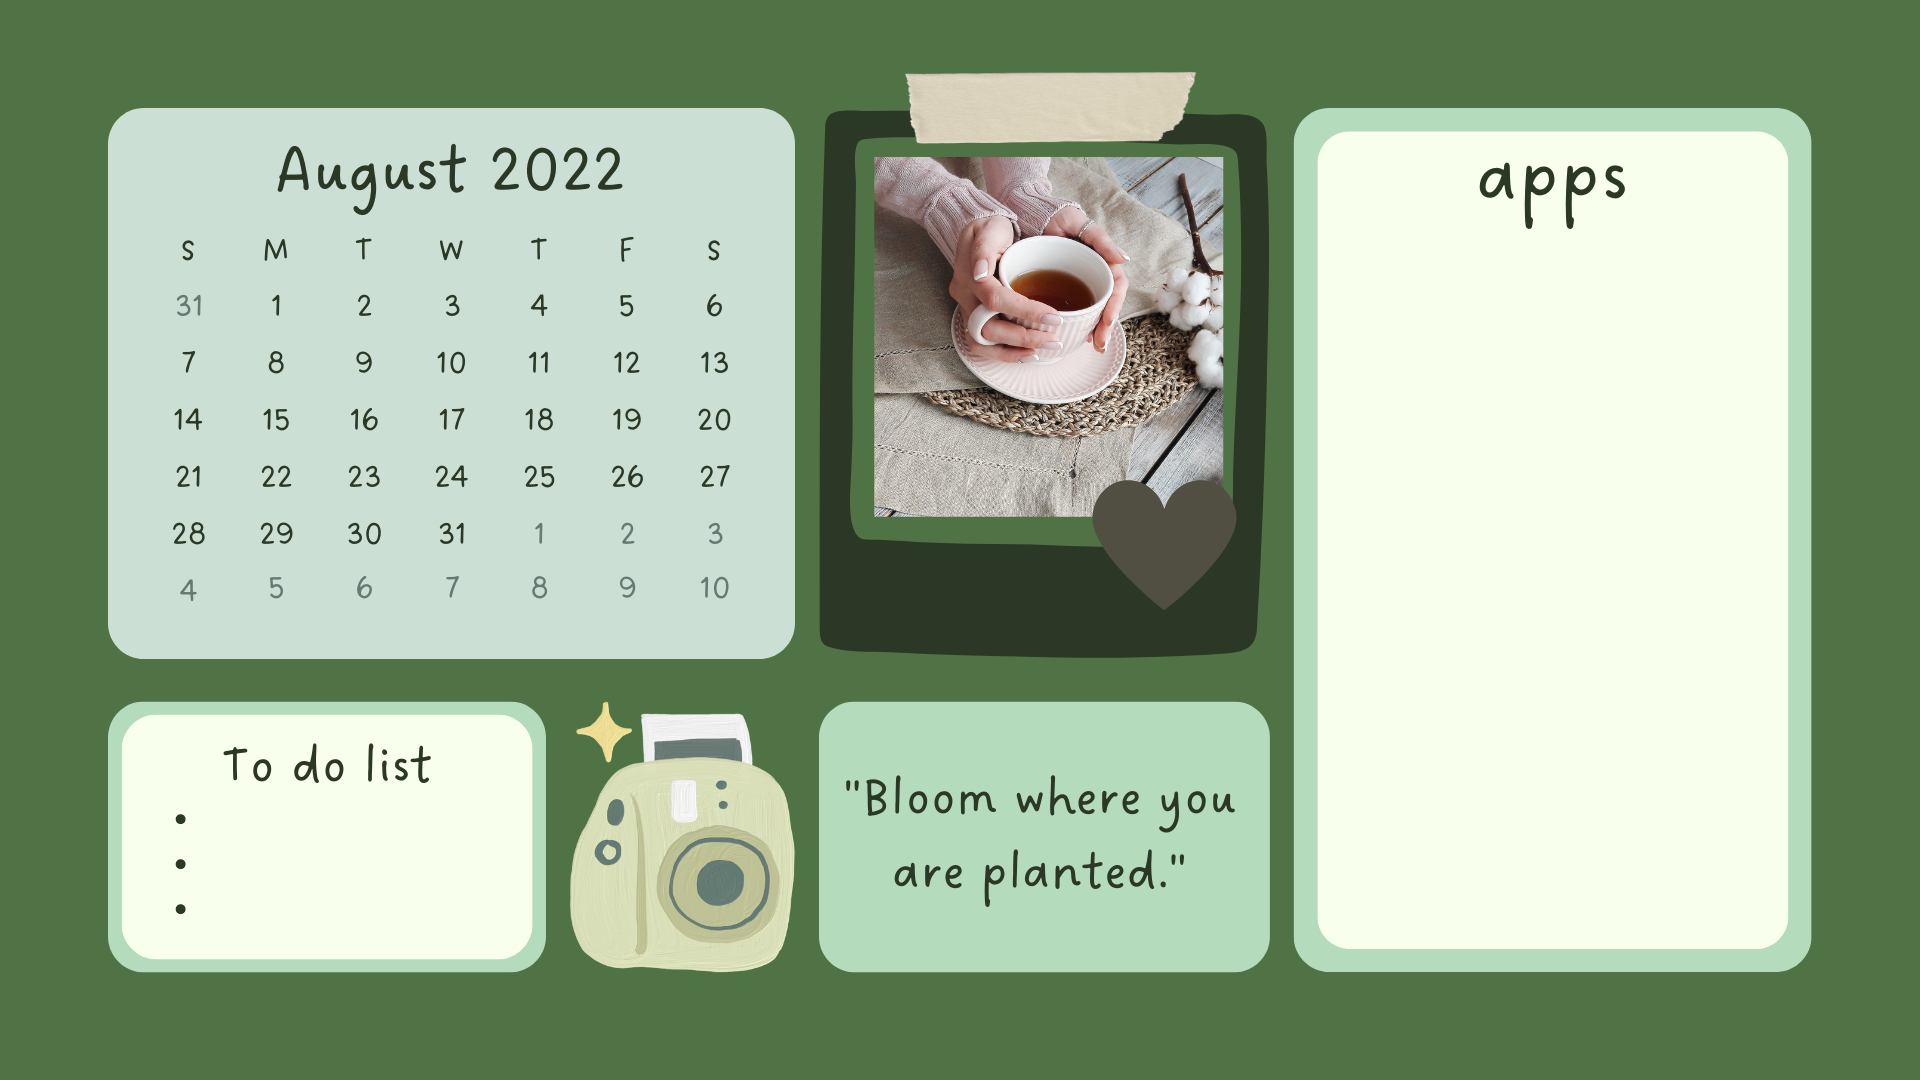 August 2022
S M T W T F S
31 1 2 3 4 5 6
7 8 9 10 11 12 13
14 15 16 17 18 19 20
21 22 23 24 25 26 27
28 29 30 31 1 2 3
4 5 6 7 8 9 10
apps
To do list
•
•
•
"Bloom where you
are planted."